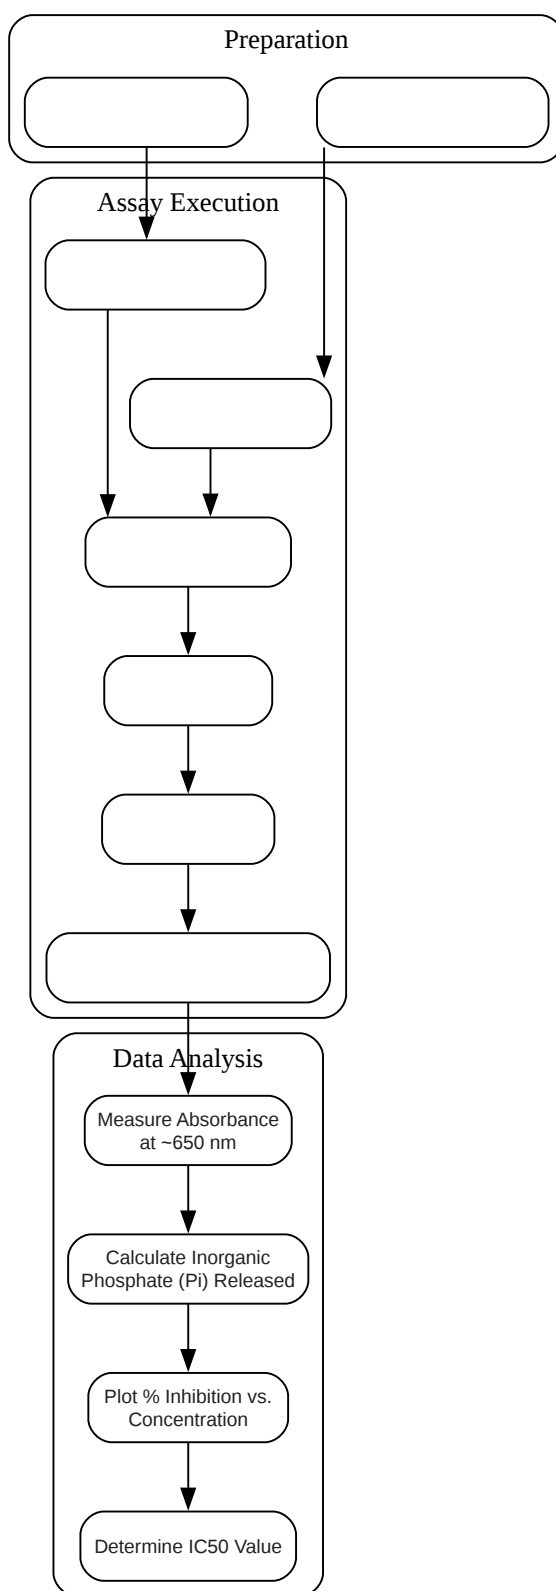 Preparation
Assay Execution
Data Analysis
Measure Absorbance
at ~650 nm
Calculate Inorganic
Phosphate (Pi) Released
Plot % Inhibition vs.
Concentration
Determine IC50 Value